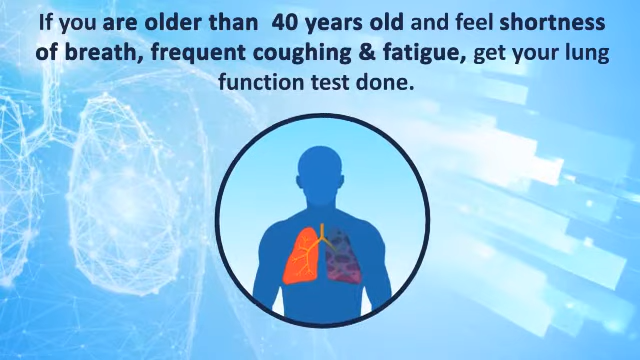 If you are older than  40 years old and feel shortness
of breath, frequent coughing & fatigue, get your lung
function test done.